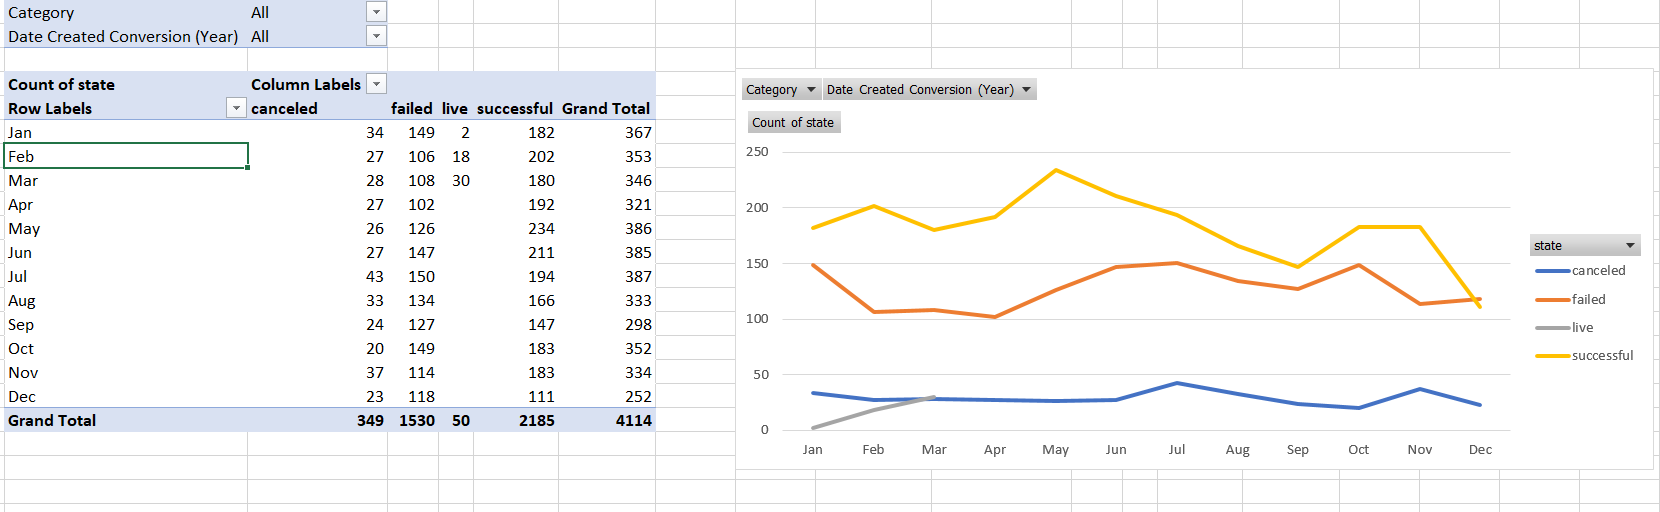 Category All
Date Created Conversion (Year) All
Count of state Column Labels
Row Labels canceled failed live successful Grand Total
Jan 34 149 2 182 367
Feb 27 106 18 202 353
Mar 28 108 30 180 346
Apr 27 102 192 321
May 26 126 234 386
Jun 27 147 211 385
Jul 43 150 194 387
Aug 33 134 166 333
Sep 24 127 147 298
Oct 20 149 183 352
Nov 37 114 183 334
Dec 23 118 111 252
Grand Total 349 1530 50 2185 4114
Category Date Created Conversion (Year)
Count of state
250
200
150
100
50
0
Jan Feb Mar Apr May Jun Jul Aug Sep Oct Nov Dec
state
canceled
failed
live
successful